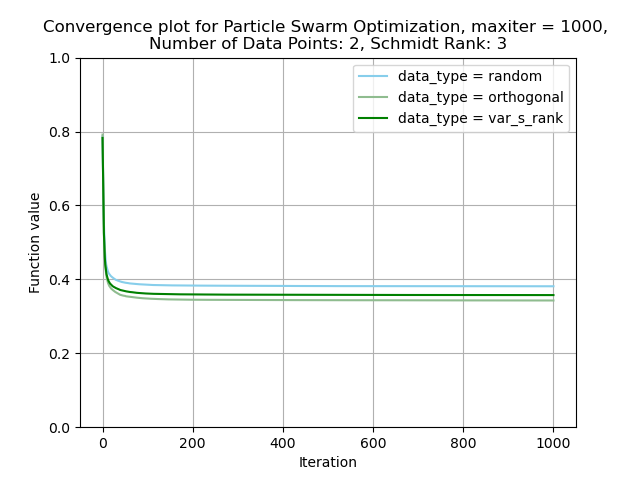 Convergence plot for Particle Swarm Optimization, maxiter = 1000,
Number of Data Points: 2, Schmidt Rank: 3
data_type = random
data_type = orthogonal
data_type = var_s_rank
Function value
1.0
0.8
0.6
0.4
0.2
0.0
0 200 400 600 800 1000
Iteration